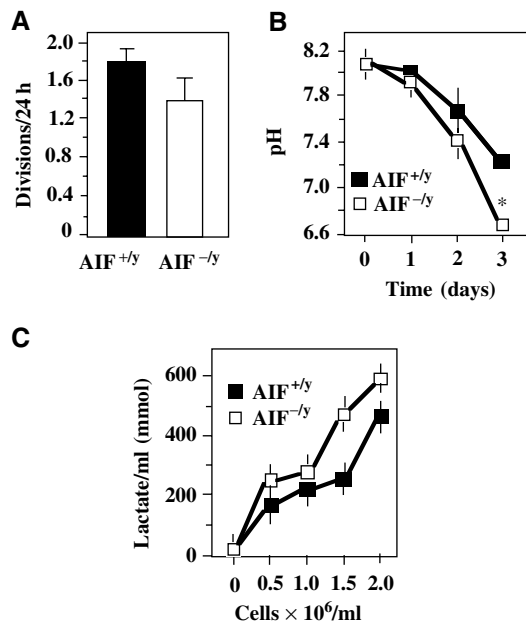 A
Divisions/24 h
2.0
1.6
1.2
0.8
0.4
0
AIF+/y AIF−/y
B
pH
8.2
7.8
7.4
7.0
6.6
AIF+/y
AIF−/y
*
0 1 2 3
Time (days)
C
Lactate/ml (mmol)
600
400
200
0
AIF+/y
AIF−/y
0 0.5 1.0 1.5 2.0
Cells × 10⁶/ml